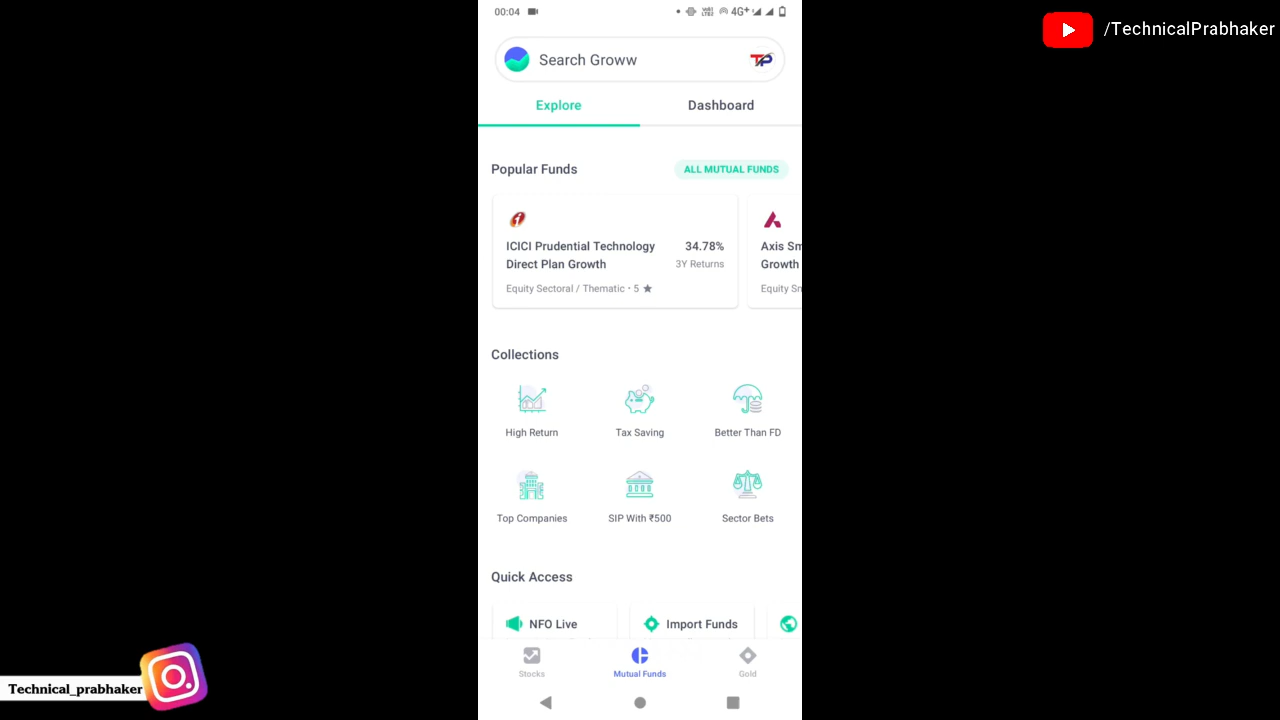 00:04
4G+
/TechnicalPrabhaker
Search Groww
TP
Explore
Dashboard
Popular Funds
ALL MUTUAL FUNDS
ICICI Prudential Technology
Direct Plan Growth
34.78%
3Y Returns
Equity Sectoral / Thematic • 5 ★
Axis Sm
Growth
Equity Sm
Collections
High Return
Tax Saving
Better Than FD
Top Companies
SIP With ₹500
Sector Bets
Quick Access
NFO Live
Import Funds
Stocks
Mutual Funds
Gold
Technical_prabhaker